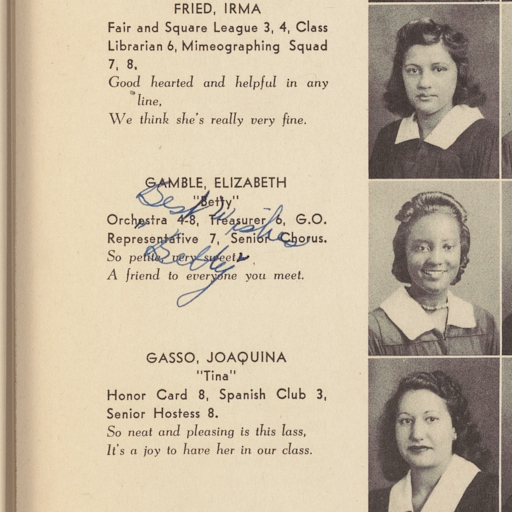 FRIED, IRMA
Fair and Square League 3, 4, Class
Librarian 6, Mimeographing Squad
7, 8.
Good hearted and helpful in any
line,
We think she's really very fine.
GAMBLE, ELIZABETH
"Betty"
Orchestra 4-8, Treasurer 6, G.O.
Representative 7, Senior Chorus.
So petite, very sweet,
A friend to everyone you meet.
Best Wishes
"Betty"
GASSO, JOAQUINA
"Tina"
Honor Card 8, Spanish Club 3,
Senior Hostess 8.
So neat and pleasing is this lass,
It's a joy to have her in our class.